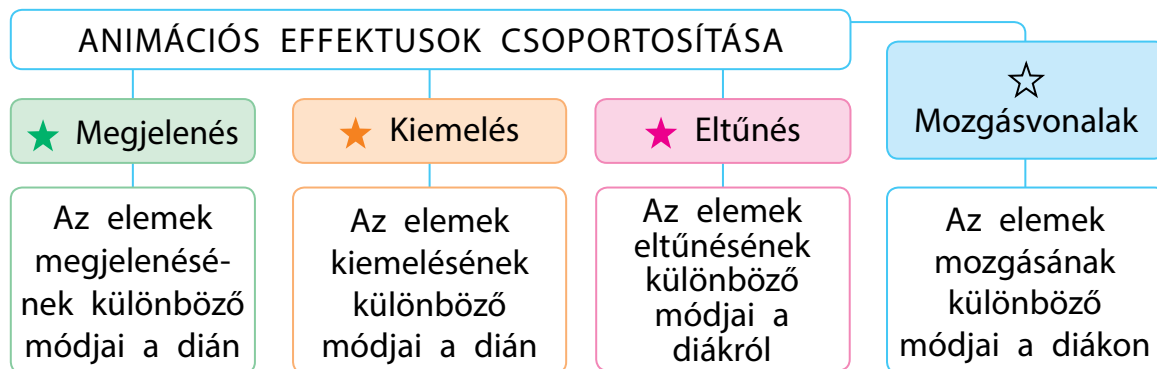 ANIMÁCIÓS EFFEKTUSOK CSOPORTOSÍTÁSA
Megjelenés
Az elemek
megjelenésé-
nek különböző
módjai a dián
Kiemelés
Az elemek
kiemelésének
különböző
módjai a dián
Eltűnés
Az elemek
eltűnésének
különböző
módjai a
diákról
Mozgásvonalak
Az elemek
mozgásának
különböző
módjai a diákon